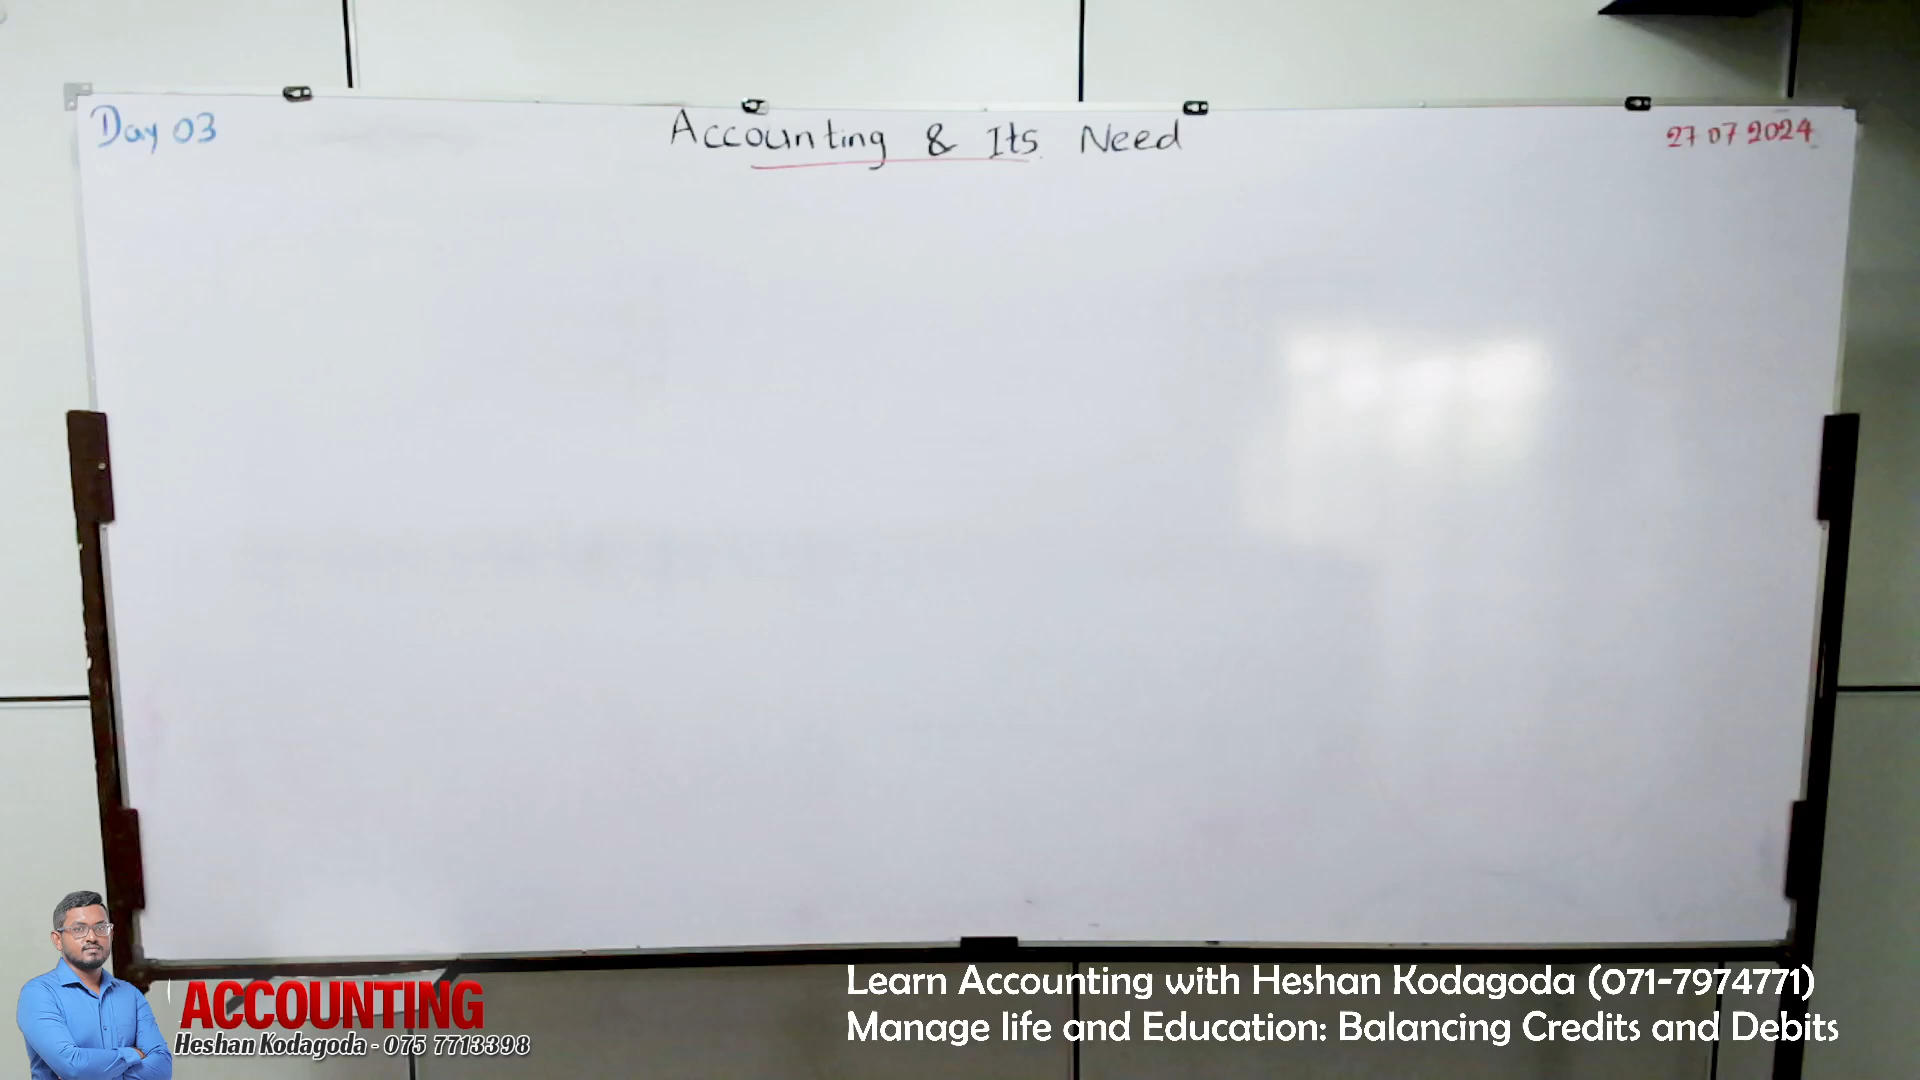 Day 03
Accounting & Its Need
27 07 2024
ACCOUNTING
Heshan Kodagoda - 075 7713398
Learn Accounting with Heshan Kodagoda (071-7974771)
Manage life and Education: Balancing Credits and Debits